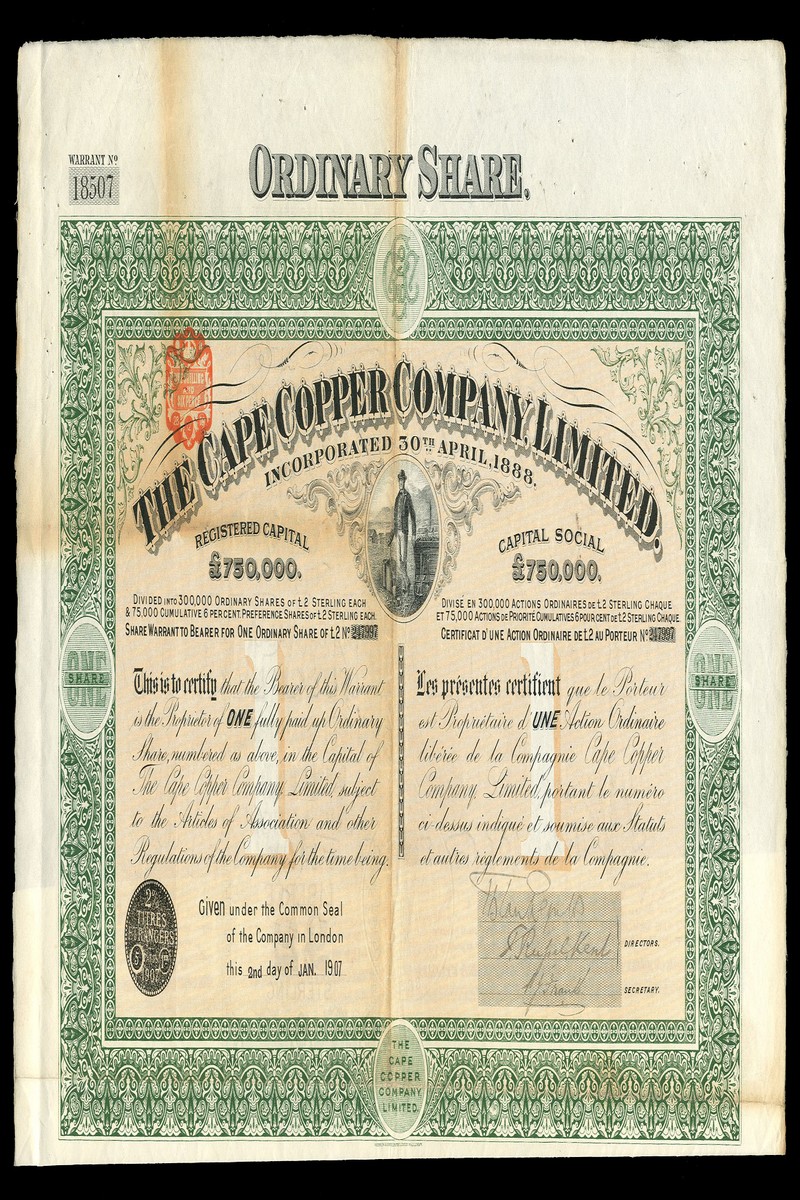 WARRANT Nº
18507
ORDINARY SHARE.
THE CAPE COPPER COMPANY, LIMITED.
INCORPORATED 30TH APRIL, 1888.
REGISTERED CAPITAL
£750,000.
DIVIDED INTO 300,000 ORDINARY SHARES OF £2 STERLING EACH
& 75,000 CUMULATIVE 6 PERCENT. PREFERENCE SHARES OF £2 STERLING EACH.
SHARE WARRANT TO BEARER FOR ONE ORDINARY SHARE OF £2 Nº 247997
CAPITAL SOCIAL
£750,000.
DIVISÉ EN 300,000 ACTIONS ORDINAIRES DE £2 STERLING CHAQUE
ET 75,000 ACTIONS DE PRIORITÉ CUMULATIVES 6 POUR CENT DE £2 STERLING CHAQUE.
CERTIFICAT D'UNE ACTION ORDINAIRE DE £2 AU PORTEUR Nº 247997
ONE
SHARE
ONE
SHARE
This is to certify that the Bearer of this Warrant
is the Proprietor of ONE fully paid up Ordinary
Share, numbered as above, in the Capital of
The Cape Copper Company, Limited, subject
to the Articles of Association and other
Regulations of the Company for the time being.
Les présentes certifient que le Porteur
est Propriétaire d'UNE Action Ordinaire
libérée de la Compagnie Cape Copper
Company, Limited, portant le numéro
ci-dessus indiqué et soumise aux Statuts
et autres règlements de la Compagnie.
1
1
Given under the Common Seal
of the Company in London
this 2nd day of JAN. 1907
2%
TITRES
ETRANGERS
DIRECTORS.
SECRETARY.
THE
CAPE
COPPER
COMPANY
LIMITED.